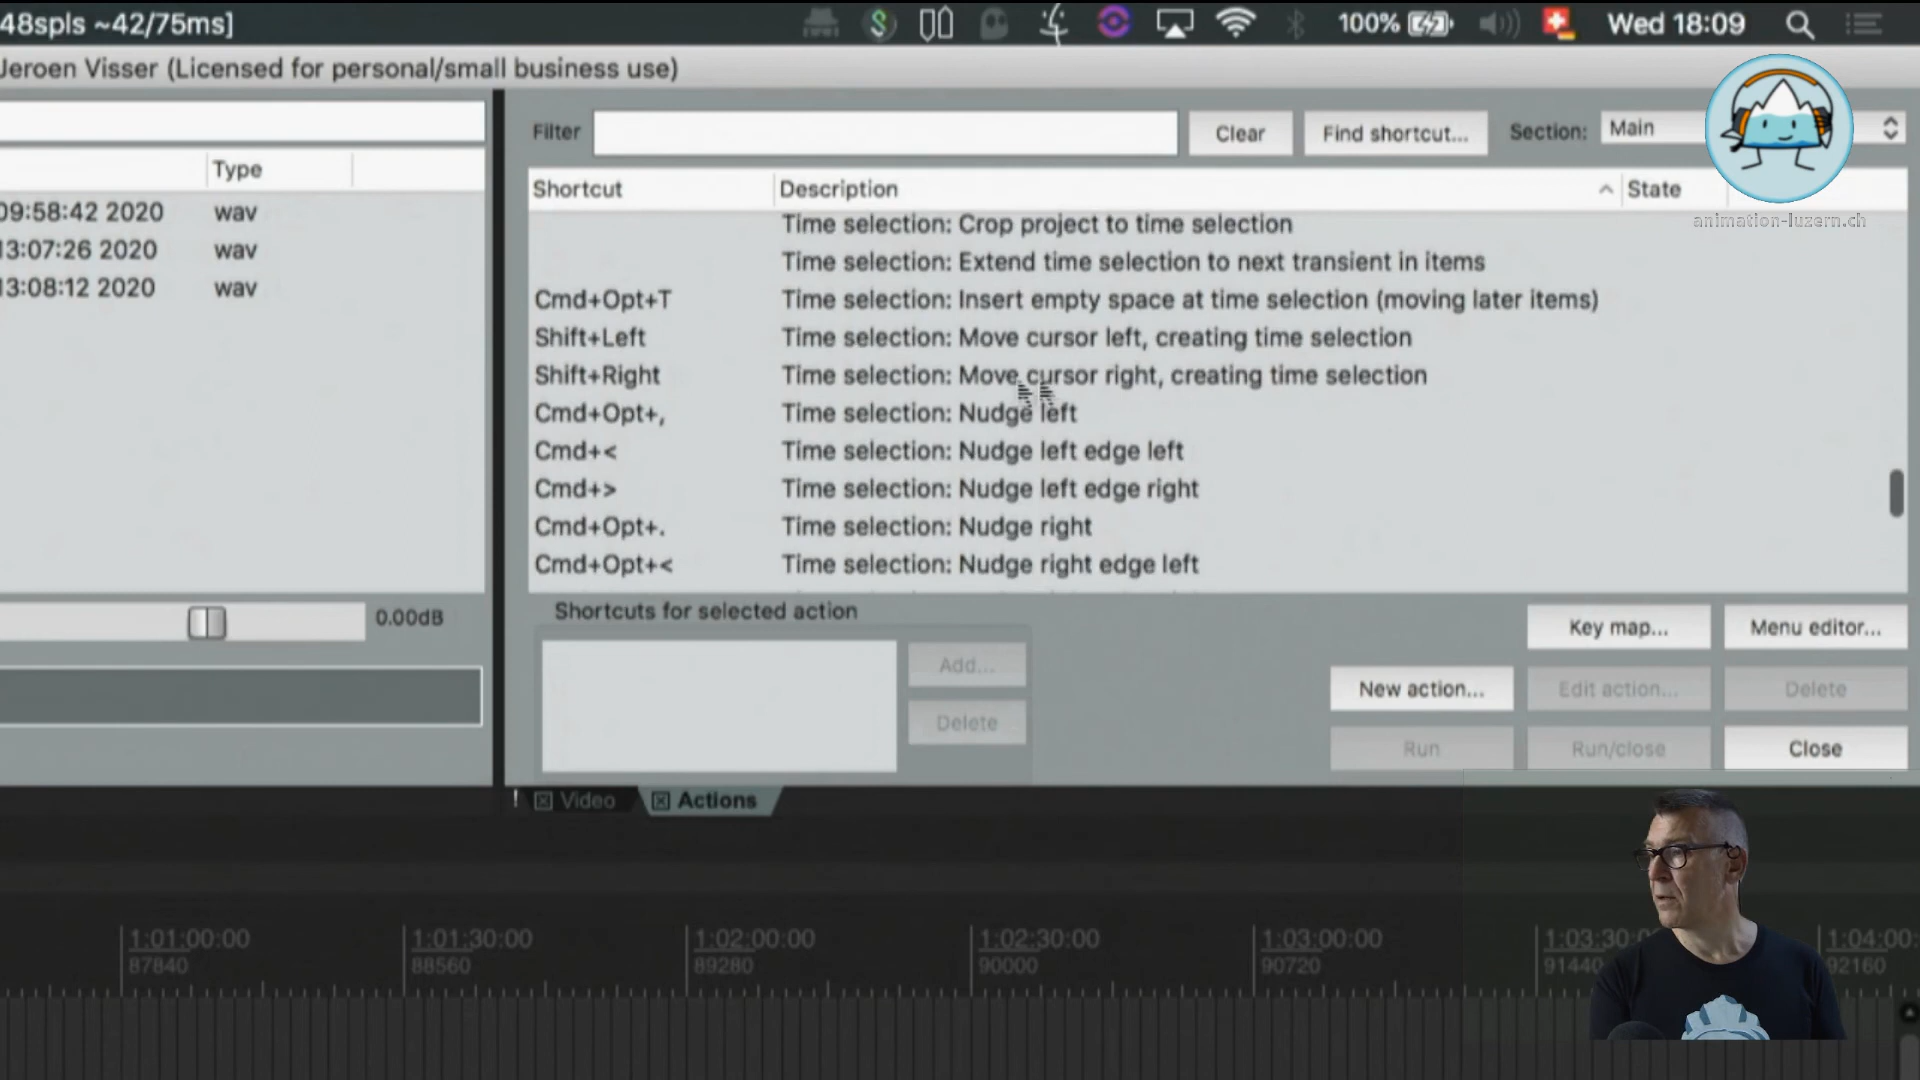 48spls ~42/75ms]
100%
Wed 18:09
Jeroen Visser (Licensed for personal/small business use)
Filter
Clear
Find shortcut...
Section:
Main
Type
09:58:42 2020 wav
13:07:26 2020 wav
13:08:12 2020 wav
Shortcut Description State
animation-luzern.ch
Time selection: Crop project to time selection
Time selection: Extend time selection to next transient in items
Cmd+Opt+T Time selection: Insert empty space at time selection (moving later items)
Shift+Left Time selection: Move cursor left, creating time selection
Shift+Right Time selection: Move cursor right, creating time selection
Cmd+Opt+, Time selection: Nudge left
Cmd+< Time selection: Nudge left edge left
Cmd+> Time selection: Nudge left edge right
Cmd+Opt+. Time selection: Nudge right
Cmd+Opt+< Time selection: Nudge right edge left
0.00dB
Shortcuts for selected action
Add...
Delete
Key map...
Menu editor...
New action...
Edit action...
Delete
Run
Run/close
Close
! Video
Actions
1:01:00:00 1:01:30:00 1:02:00:00 1:02:30:00 1:03:00:00 1:03:30:0 1:04:00:
87840 88560 89280 90000 90720 91440 92160